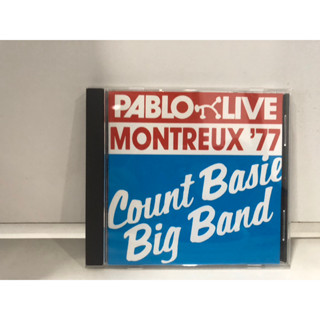 PABLO LIVE
MONTREUX '77
Count Basie
Big Band